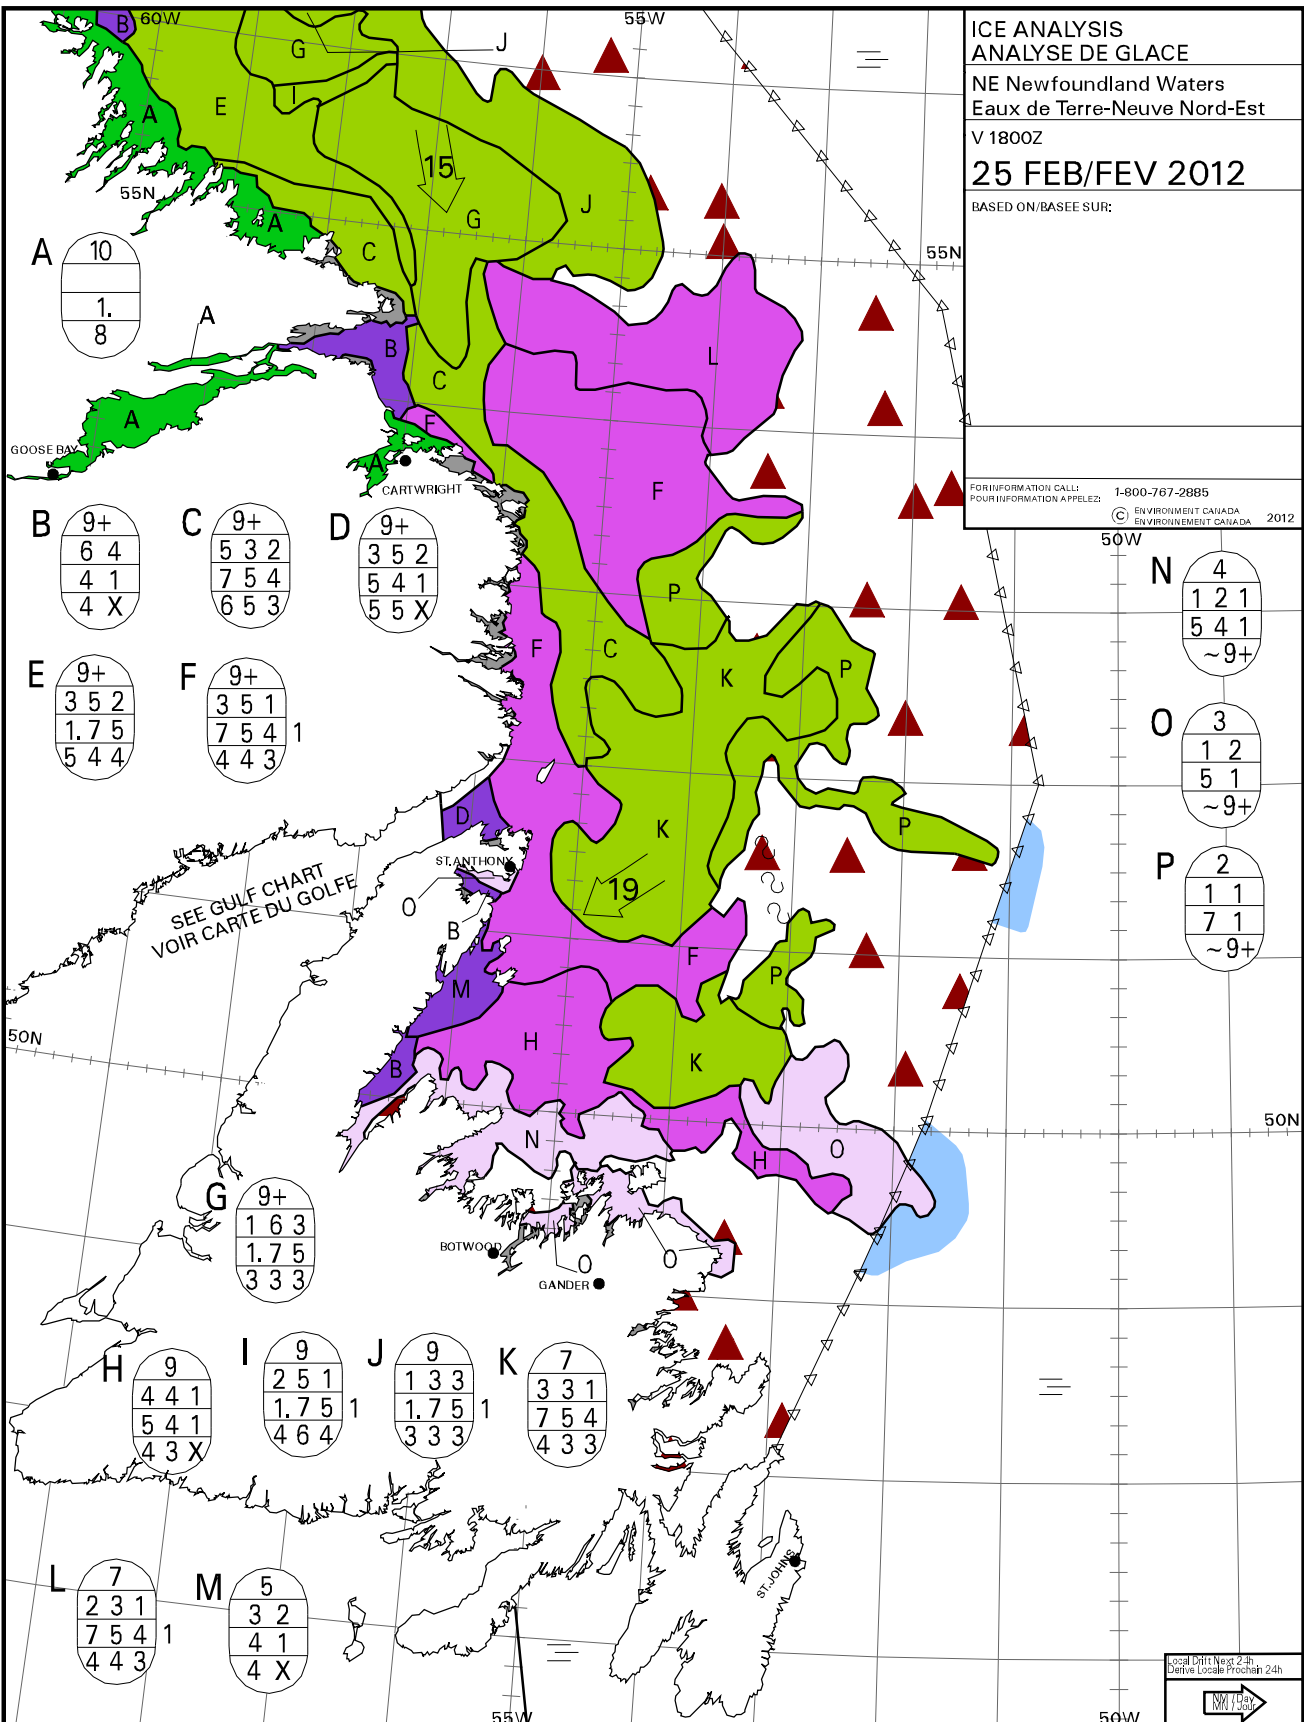 60W
55W
ICE ANALYSIS
ANALYSE DE GLACE
NE Newfoundland Waters
Eaux de Terre-Neuve Nord-Est
V 1800Z
25 FEB/FEV 2012
BASED ON/BASEE SUR:
B
G
J
I
E
A
15
55N
G
J
A
C
55N
A
10
1.
8
A
B
L
C
A
F
GOOSE BAY
A
CARTWRIGHT
F
FOR INFORMATION CALL: 1-800-767-2885
POUR INFORMATION APPELEZ:
© ENVIRONMENT CANADA
ENVIRONNEMENT CANADA 2012
50W
B
9+
6 4
4 1
4 X
C
9+
5 3 2
7 5 4
6 5 3
D
9+
3 5 2
5 4 1
5 5 X
N
4
1 2 1
5 4 1
~9+
P
F
C
K
P
E
9+
3 5 2
1. 7 5
5 4 4
F
9+
3 5 1
7 5 4 1
4 4 3
O
3
1 2
5 1
~9+
D
K
P
ST. ANTHONY
SEE GULF CHART
VOIR CARTE DU GOLFE
19
O
P
2
1 1
7 1
~9+
B
F
P
M
50N
H
K
B
50N
N
O
H
G
9+
1 6 3
1. 7 5
3 3 3
BOTWOOD
O
O
GANDER
H
9
4 4 1
5 4 1
4 3 X
I
9
2 5 1
1. 7 5 1
4 6 4
J
9
1 3 3
1. 7 5 1
3 3 3
K
7
3 3 1
7 5 4
4 3 3
ST.JOHNS
L
7
2 3 1
7 5 4 1
4 4 3
M
5
3 2
4 1
4 X
Local Drift Next 24h
Derive Locale Prochain 24h
NM / Day
MN / Jour
55W
50W